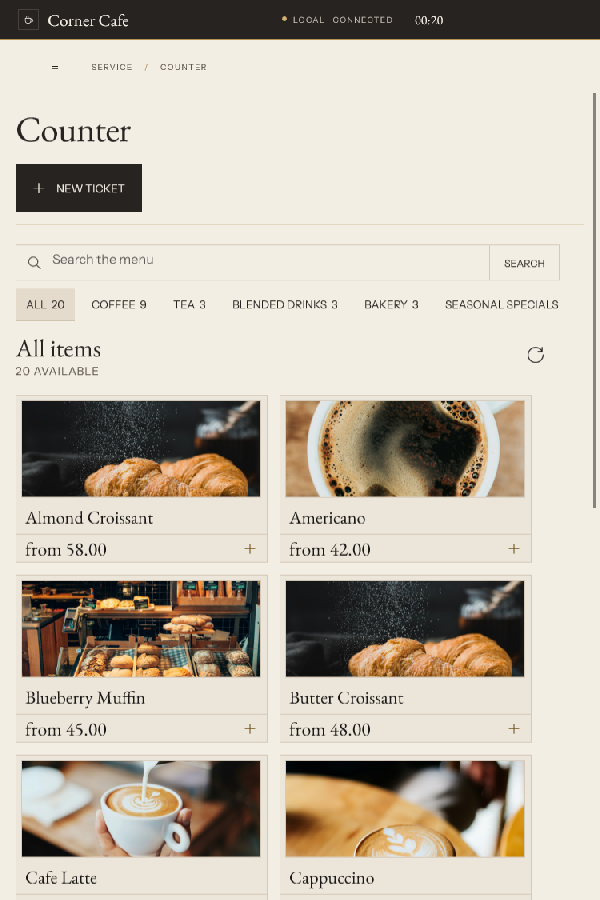 Corner Cafe
LOCAL CONNECTED 00:20
SERVICE / COUNTER
Counter
+ NEW TICKET
Search the menu
SEARCH
ALL 20 COFFEE 9 TEA 3 BLENDED DRINKS 3 BAKERY 3 SEASONAL SPECIALS
All items
20 AVAILABLE
Almond Croissant
from 58.00 +
Americano
from 42.00 +
Blueberry Muffin
from 45.00 +
Butter Croissant
from 48.00 +
Cafe Latte
Cappuccino